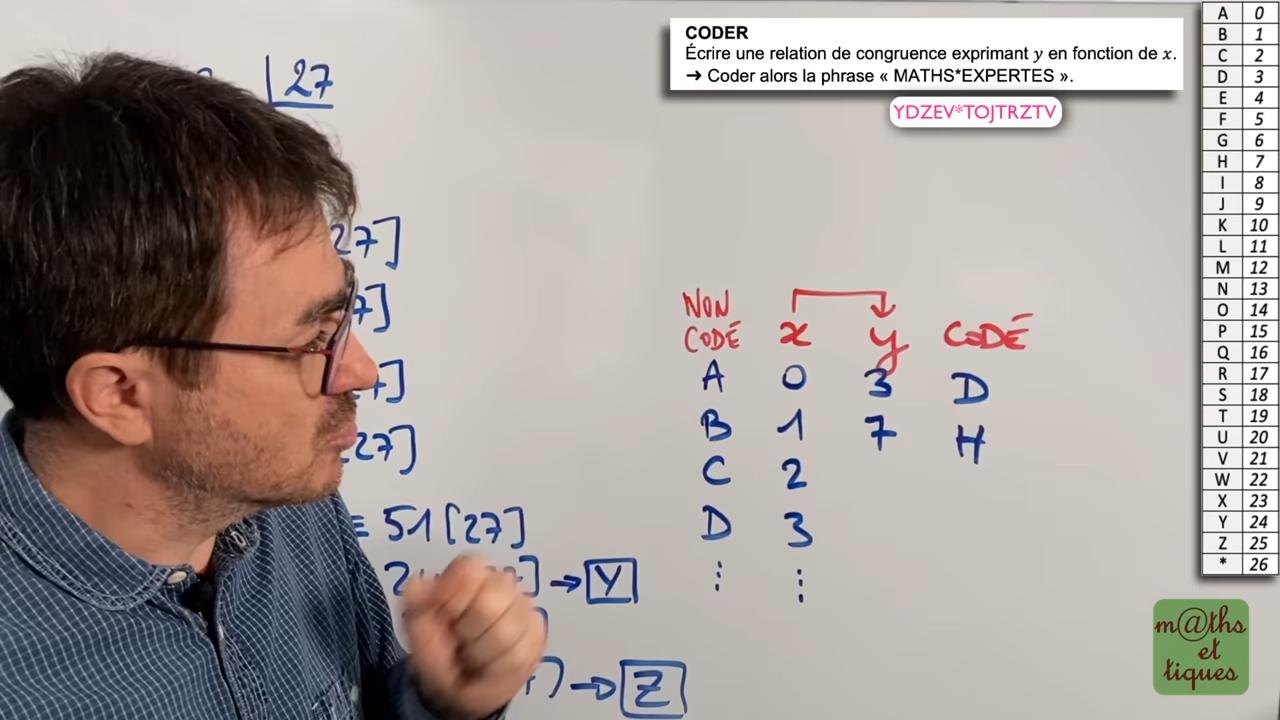 CODER
Écrire une relation de congruence exprimant y en fonction de x.
➔ Coder alors la phrase « MATHS*EXPERTES ».
YDZEV*TOJTRZTV
A 0
B 1
C 2
D 3
E 4
F 5
G 6
H 7
I 8
J 9
K 10
L 11
M 12
N 13
O 14
P 15
Q 16
R 17
S 18
T 19
U 20
V 21
W 22
X 23
Y 24
Z 25
* 26
27
27]
7]
7]
27]
≡ 51 [27]
→ Y
→ Z
NON CODÉ x y CODÉ
A 0 3 D
B 1 7 H
C 2
D 3
⋮ ⋮
m@ths
et
tiques